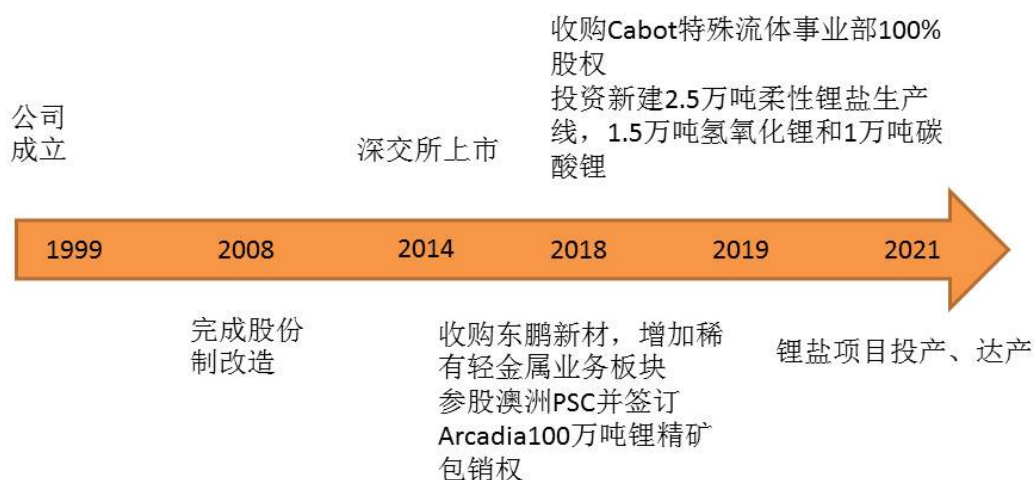 收购Cabot特殊流体事业部100%
股权
投资新建2.5万吨柔性锂盐生产
线，1.5万吨氢氧化锂和1万吨碳
酸锂
公司
成立
深交所上市
1999 2008 2014 2018 2019 2021
完成股份
制改造
收购东鹏新材，增加稀
有轻金属业务板块
参股澳洲PSC并签订
Arcadia100万吨锂精矿
包销权
锂盐项目投产、达产